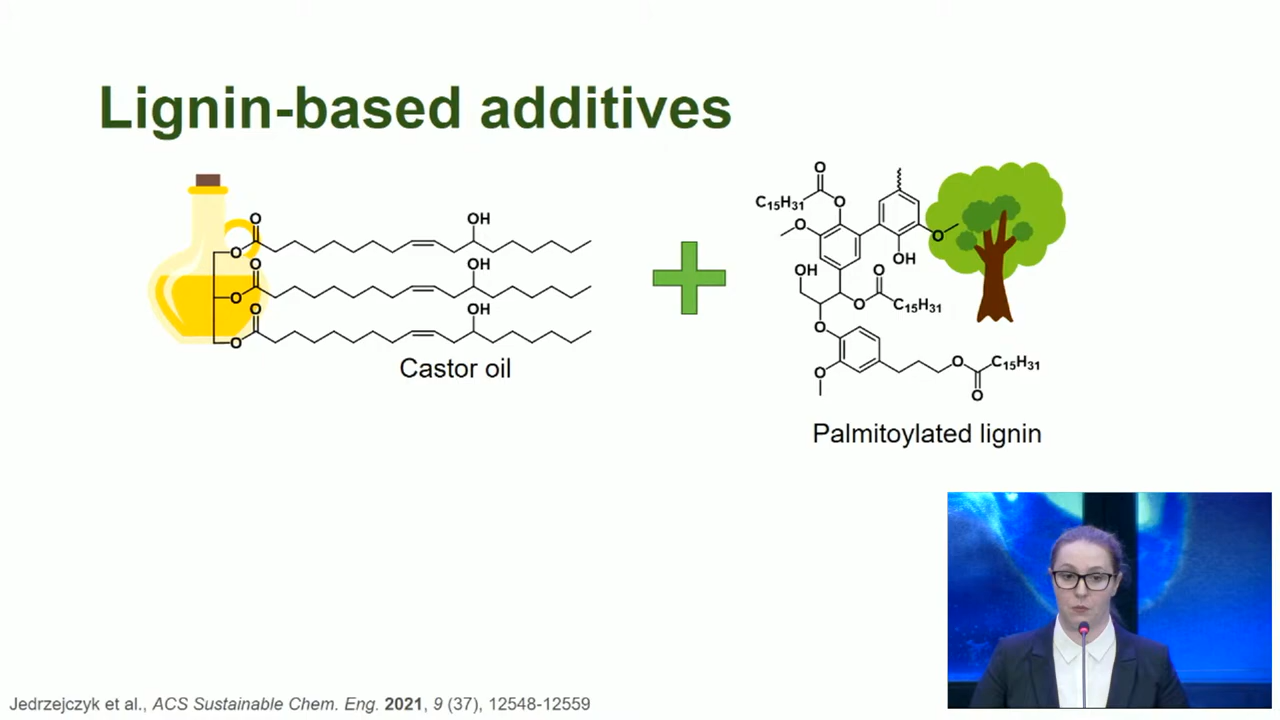 Lignin-based additives
O
O
OH
O
O
OH
O
O
OH
Castor oil
O
C15H31
O
O
O
OH
OH
O
O
C15H31
O
O
C15H31
O
O
Palmitoylated lignin
Jedrzejczyk et al., ACS Sustainable Chem. Eng. 2021, 9 (37), 12548-12559